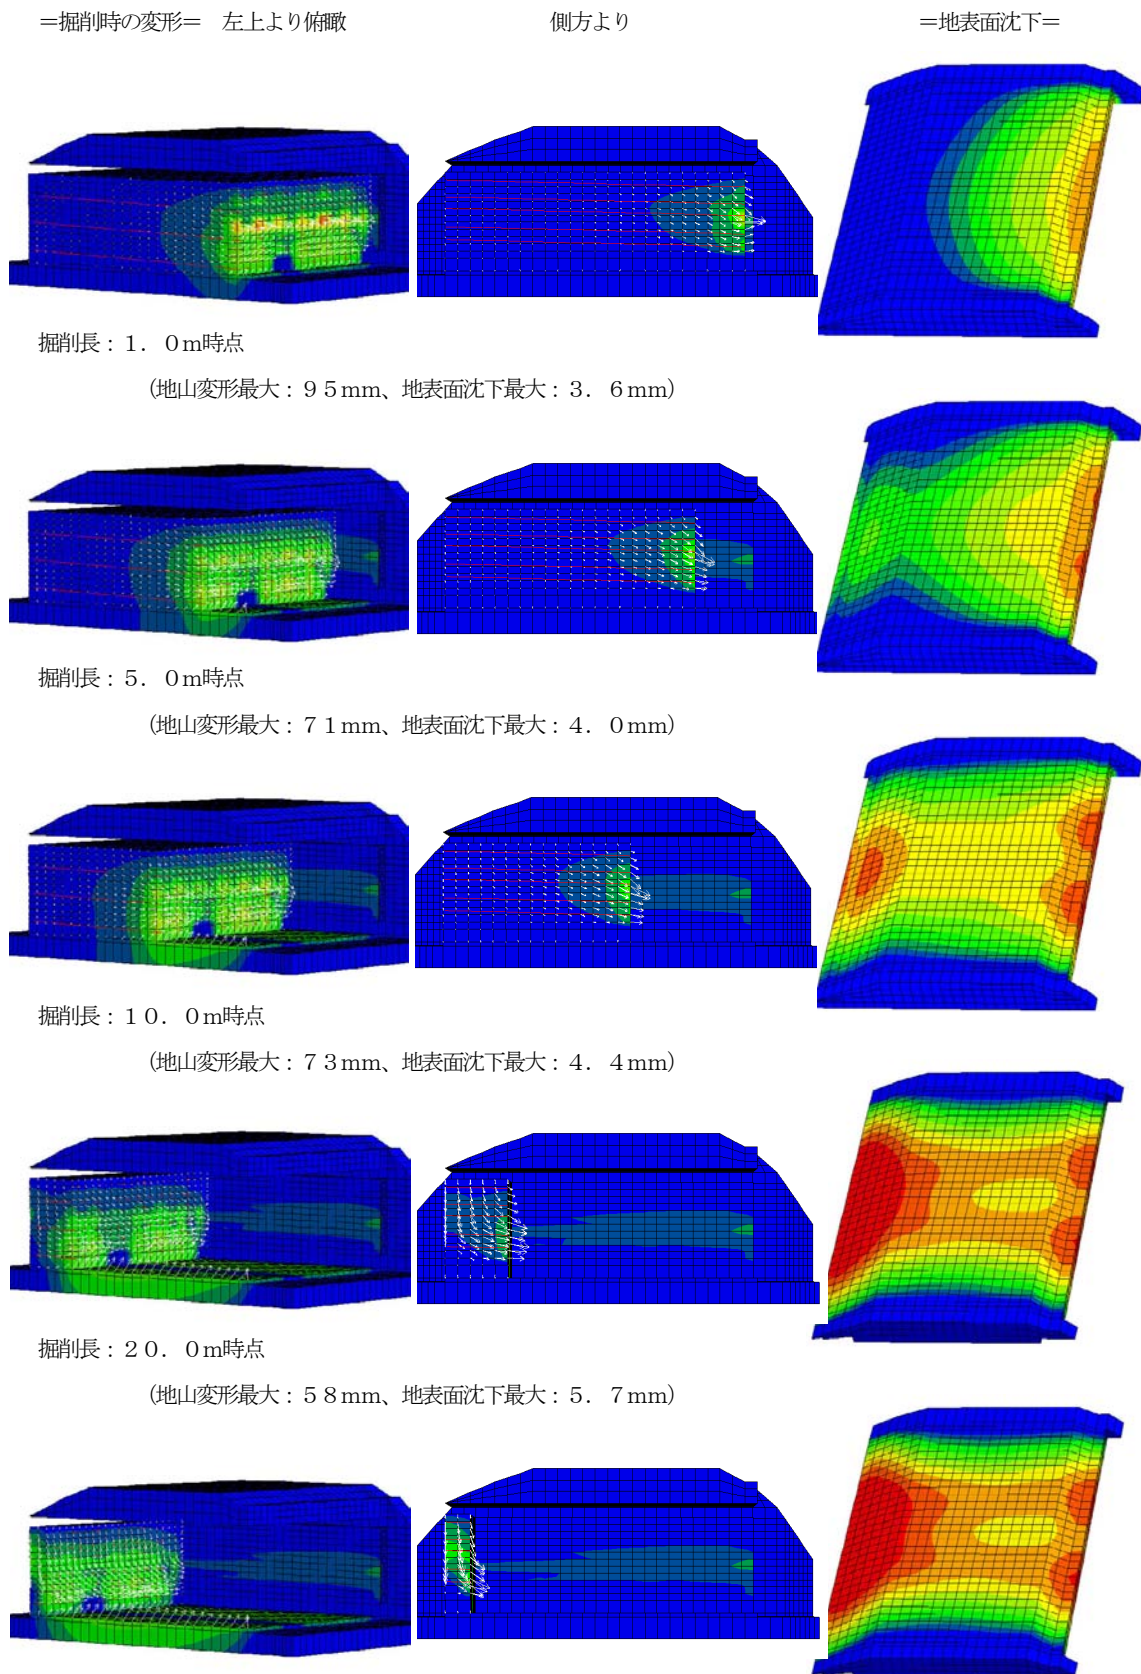 ＝掘削時の変形＝　左上より俯瞰　側方より　＝地表面沈下＝
掘削長：１．０ｍ時点
（地山変形最大：９５mm、地表面沈下最大：３．６mm）
掘削長：５．０ｍ時点
（地山変形最大：７１mm、地表面沈下最大：４．０mm）
掘削長：１０．０ｍ時点
（地山変形最大：７３mm、地表面沈下最大：４．４mm）
掘削長：２０．０ｍ時点
（地山変形最大：５８mm、地表面沈下最大：５．７mm）